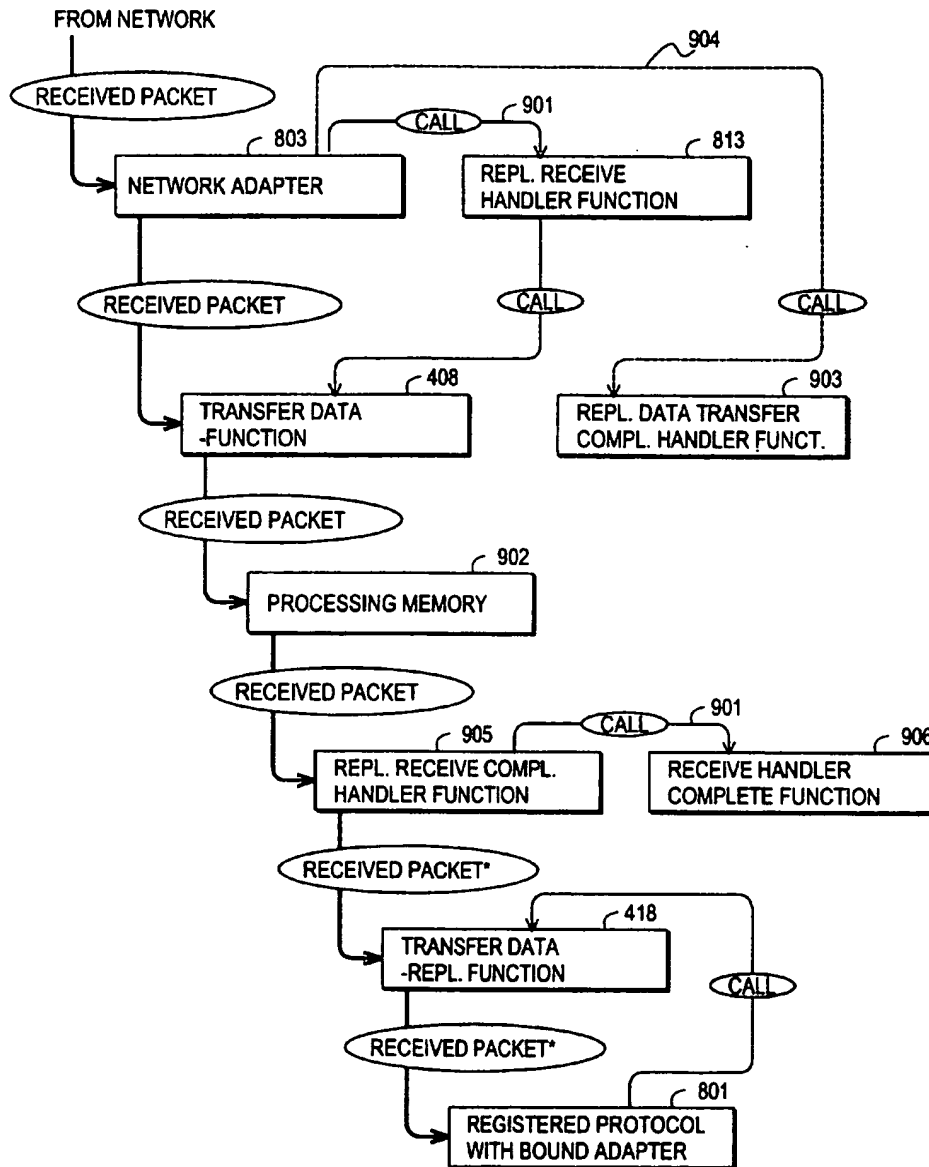 FROM NETWORK
904
RECEIVED PACKET
CALL
901
803
813
NETWORK ADAPTER
REPL. RECEIVE
HANDLER FUNCTION
RECEIVED PACKET
CALL
CALL
408
903
TRANSFER DATA
-FUNCTION
REPL. DATA TRANSFER
COMPL. HANDLER FUNCT.
RECEIVED PACKET
902
PROCESSING MEMORY
RECEIVED PACKET
CALL
901
905
906
REPL. RECEIVE COMPL.
HANDLER FUNCTION
RECEIVE HANDLER
COMPLETE FUNCTION
RECEIVED PACKET*
418
TRANSFER DATA
-REPL. FUNCTION
CALL
RECEIVED PACKET*
801
REGISTERED PROTOCOL
WITH BOUND ADAPTER